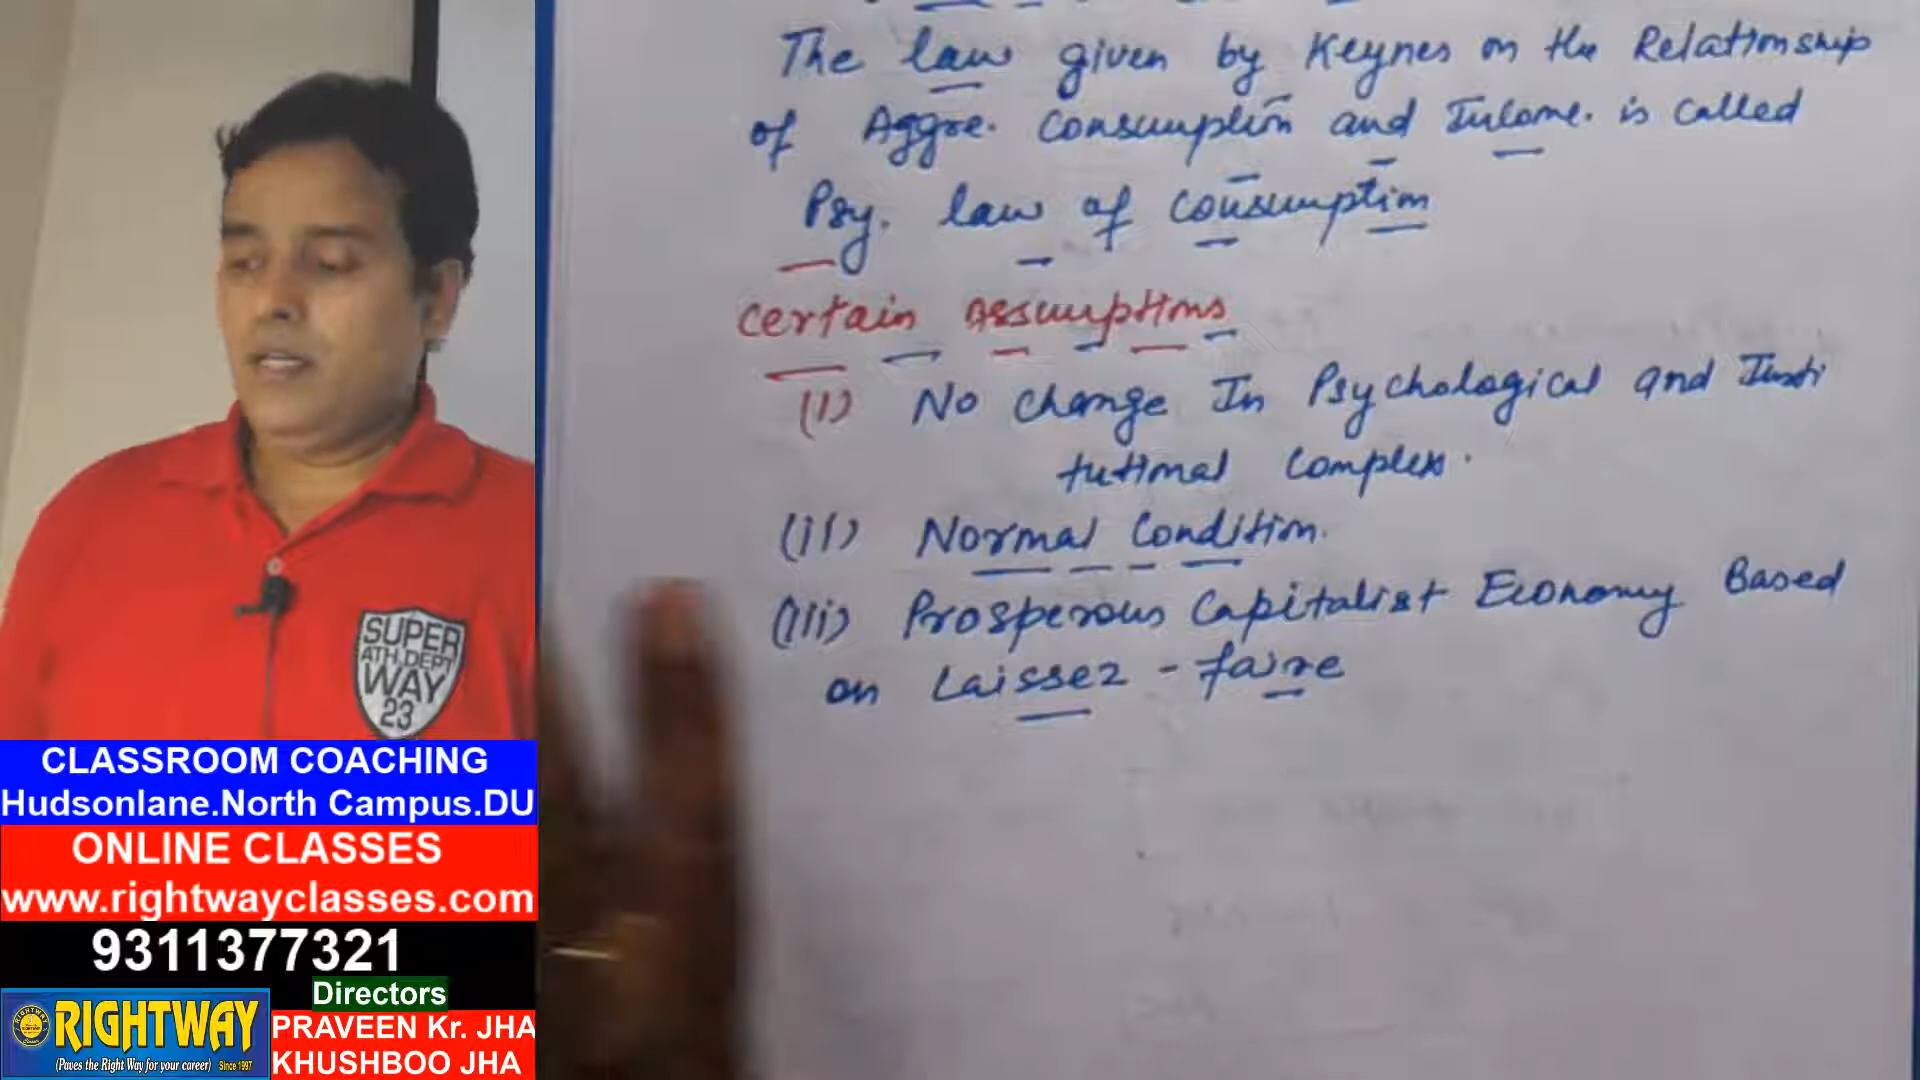 The law given by Keynes on the Relationship
of Aggre. Consumption and Income. is called
Psy. law of Consumption
Certain Assumptions
(i) No change In Psychological and Insti
tutional Complex.
(ii) Normal Condition.
(iii) Prosperous Capitalist Economy Based
on Laissez - faire
SUPER
ATH. DEPT
WAY
23
CLASSROOM COACHING
Hudsonlane.North Campus.DU
ONLINE CLASSES
www.rightwayclasses.com
9311377321
Directors
PRAVEEN Kr. JHA
KHUSHBOO JHA
RIGHTWAY
(Paves the Right Way for your career) Since 1997